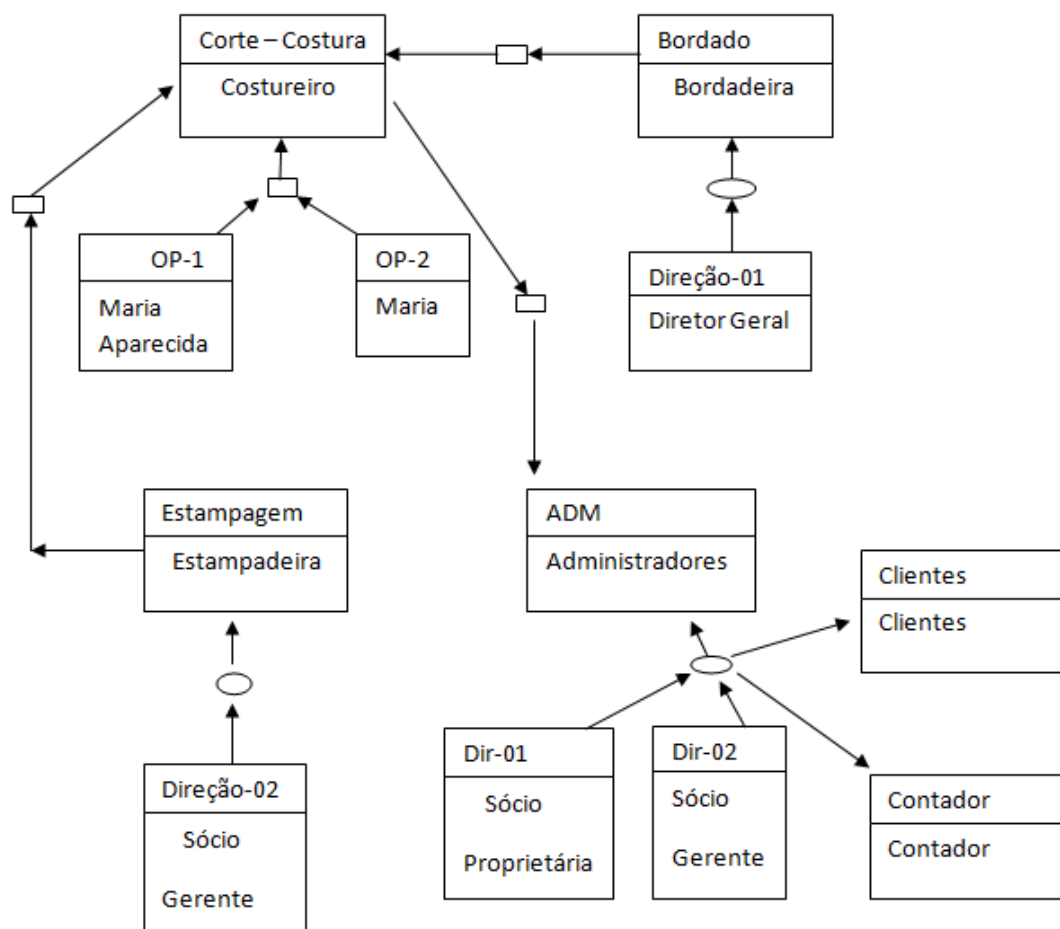 Corte – Costura
Costureiro
Bordado
Bordadeira
OP-1
Maria
Aparecida
OP-2
Maria
Direção-01
Diretor Geral
Estampagem
Estampadeira
ADM
Administradores
Clientes
Clientes
Direção-02
Sócio
Gerente
Dir-01
Sócio
Proprietária
Dir-02
Sócio
Gerente
Contador
Contador